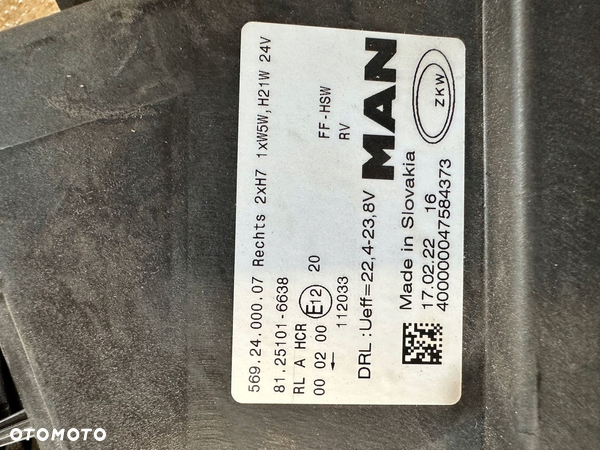 569.24.000.07 Rechts 2xH7 1xW5W,H21W 24V
81.25101-6638
RL A HCR
00 02 00 E12 20
← 112033
FF-HSW
RV
DRL:Ueff=22,4-23,8V
MAN
Made in Slovakia
17.02.22 16
400000047584373
ZKW
OTOMOTO